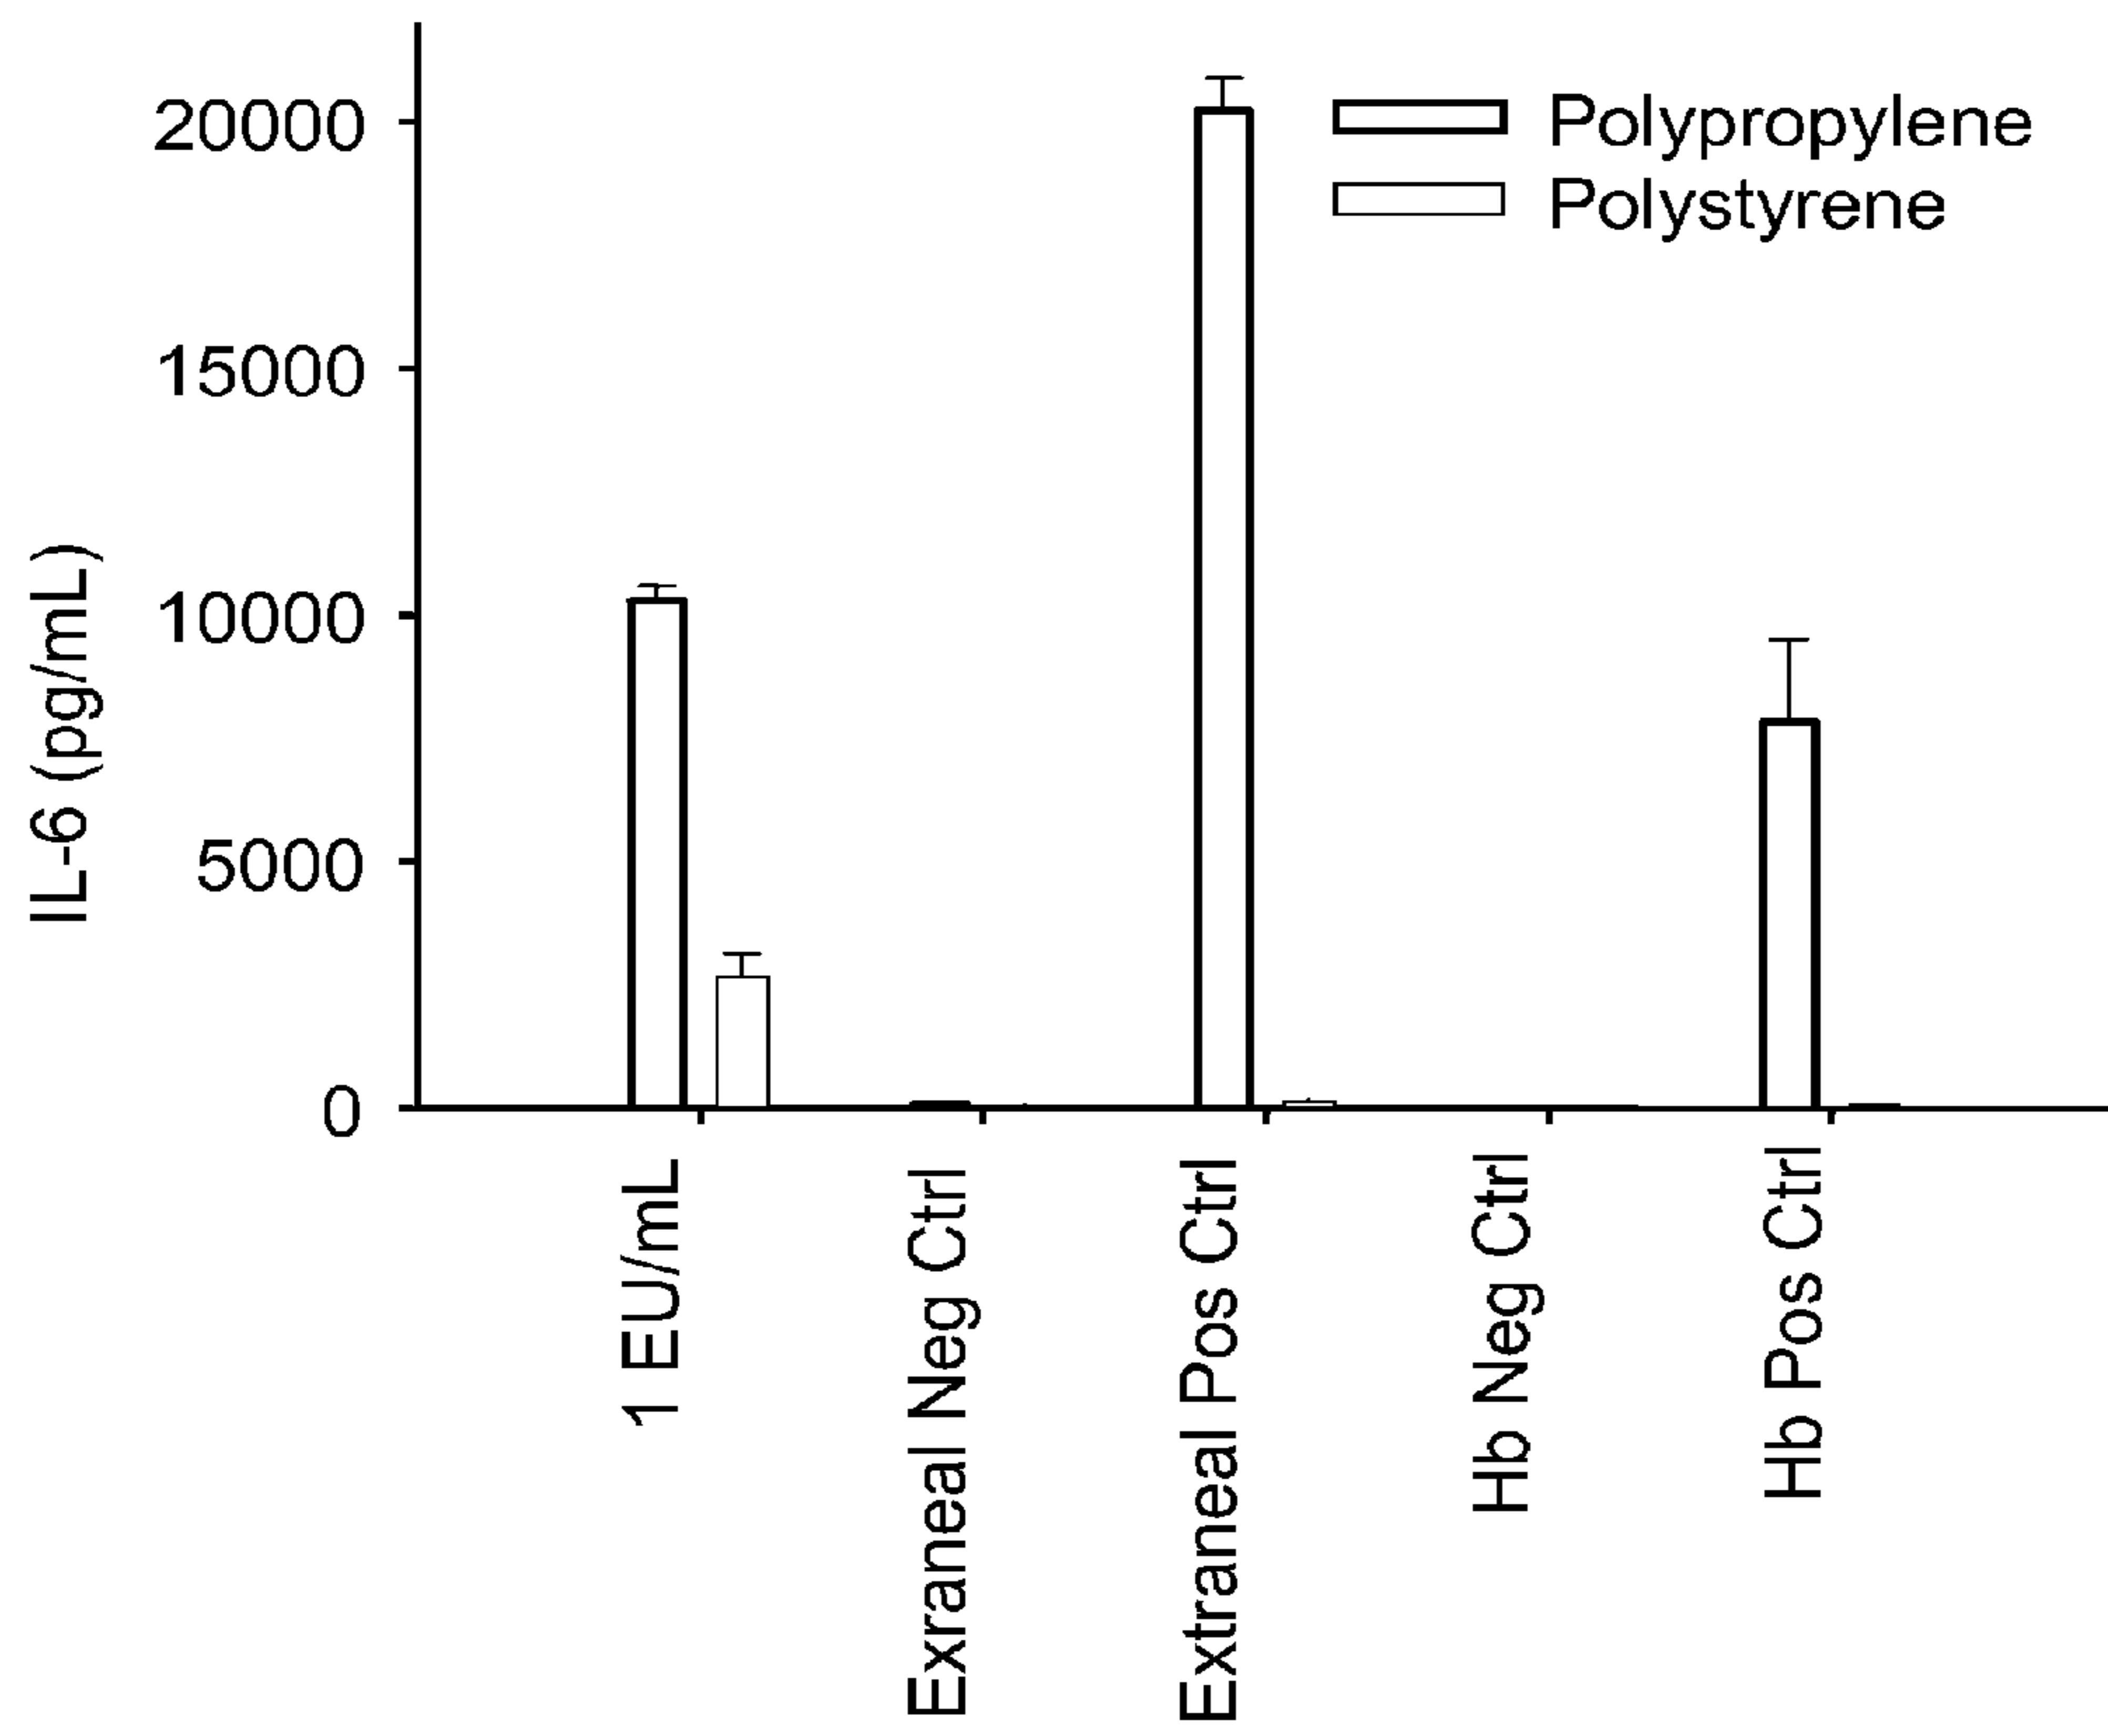 20000
15000
10000
5000
0
IL-6 (pg/mL)
Polypropylene
Polystyrene
1 EU/mL
Exraneal Neg Ctrl
Extraneal Pos Ctrl
Hb Neg Ctrl
Hb Pos Ctrl